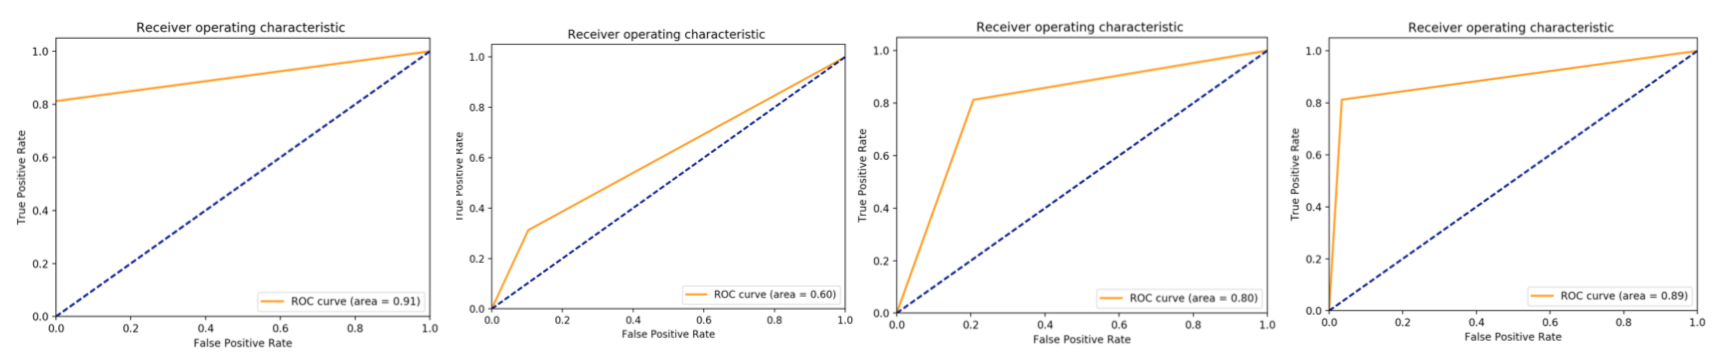 Receiver operating characteristic
1.0
0.8
0.6
0.4
0.2
0.0
True Positive Rate
ROC curve (area = 0.91)
0.0 0.2 0.4 0.6 0.8 1.0
False Positive Rate
Receiver operating characteristic
1.0
0.8
0.6
0.4
0.2
0.0
True Positive Rate
ROC curve (area = 0.60)
0.0 0.2 0.4 0.6 0.8 1.0
False Positive Rate
Receiver operating characteristic
1.0
0.8
0.6
0.4
0.2
0.0
True Positive Rate
ROC curve (area = 0.80)
0.0 0.2 0.4 0.6 0.8 1.0
False Positive Rate
Receiver operating characteristic
1.0
0.8
0.6
0.4
0.2
0.0
True Positive Rate
ROC curve (area = 0.89)
0.0 0.2 0.4 0.6 0.8 1.0
False Positive Rate